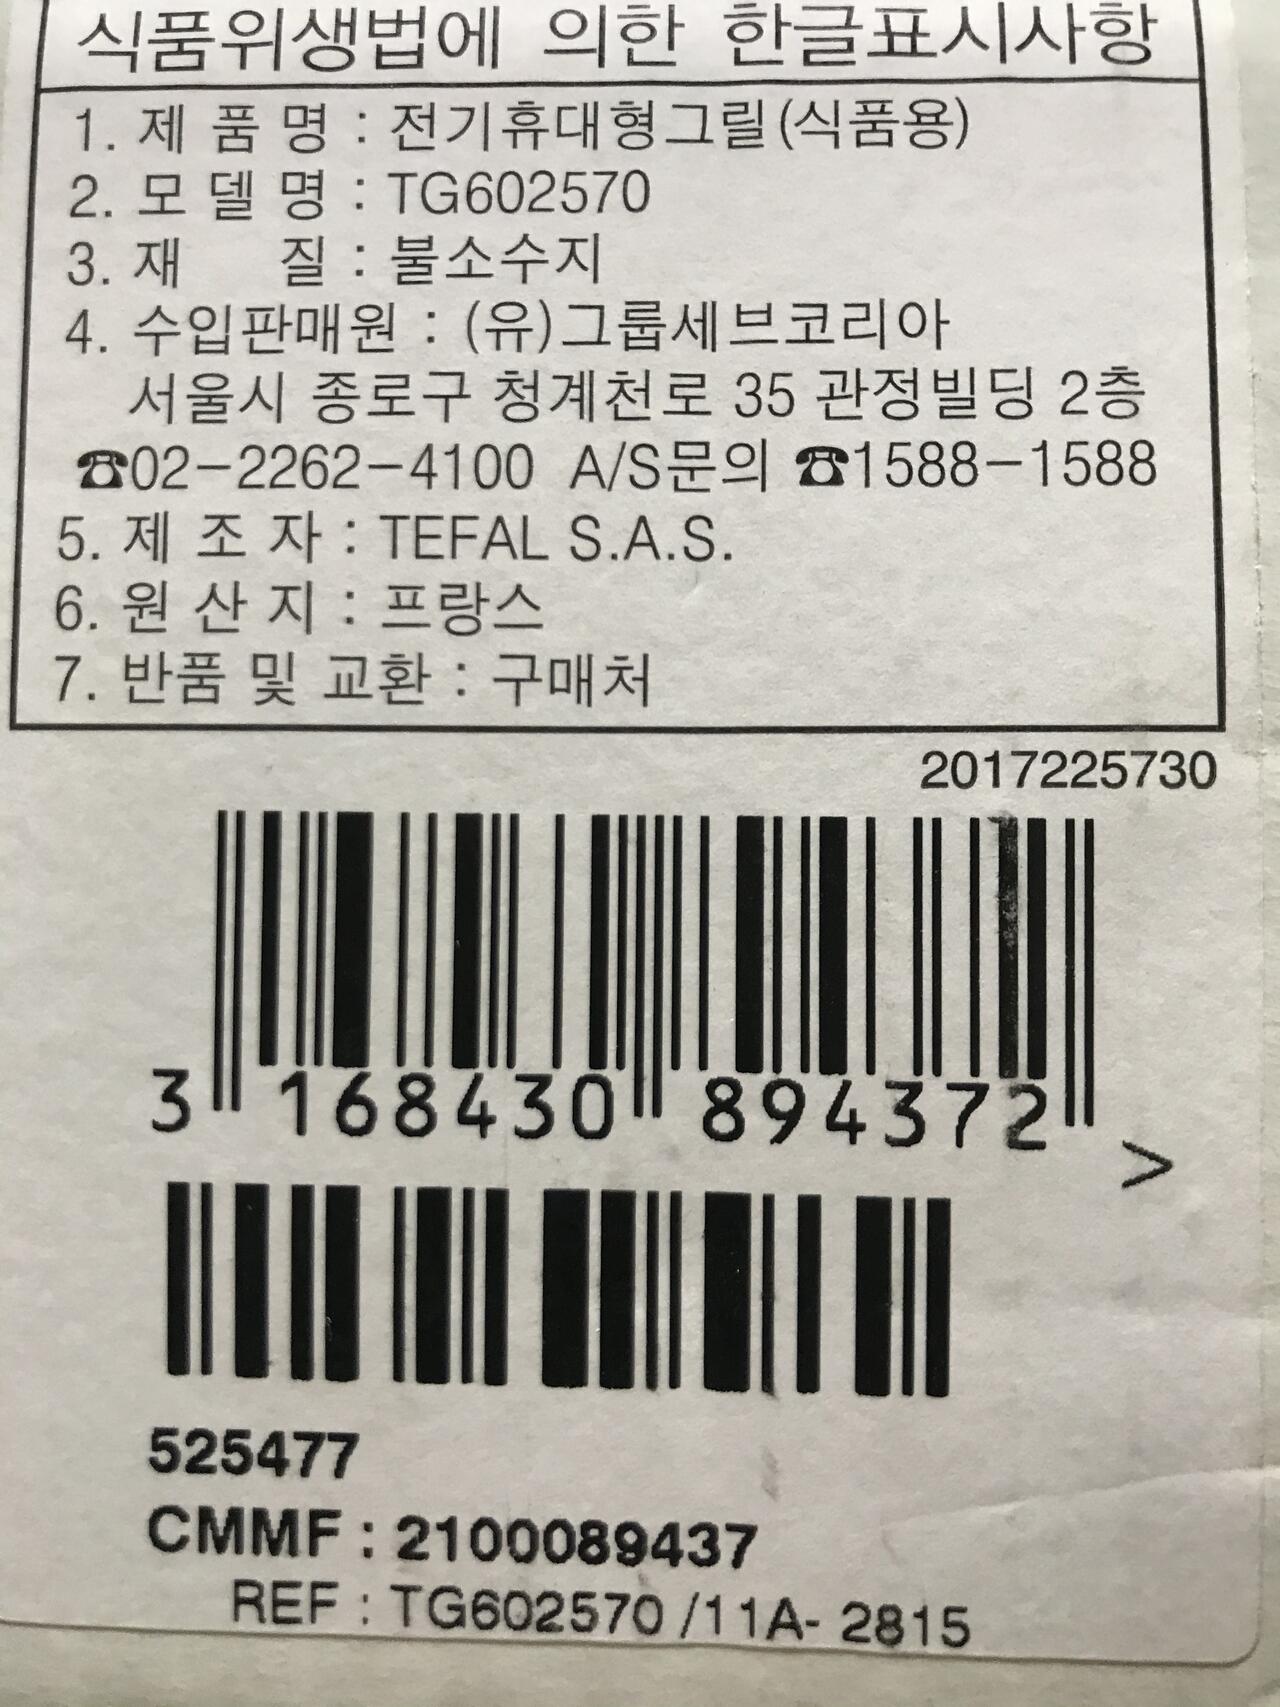 식품위생법에 의한 한글표시사항
1. 제 품 명 : 전기휴대형그릴(식품용)
2. 모 델 명 : TG602570
3. 재 질 : 불소수지
4. 수입판매원 : (유)그룹세브코리아
서울시 종로구 청계천로 35 관정빌딩 2층
☎02-2262-4100 A/S문의 ☎1588-1588
5. 제 조 자 : TEFAL S.A.S.
6. 원 산 지 : 프랑스
7. 반품 및 교환 : 구매처
2017225730
3 168430 894372 >
525477
CMMF : 2100089437
REF : TG602570 /11A- 2815